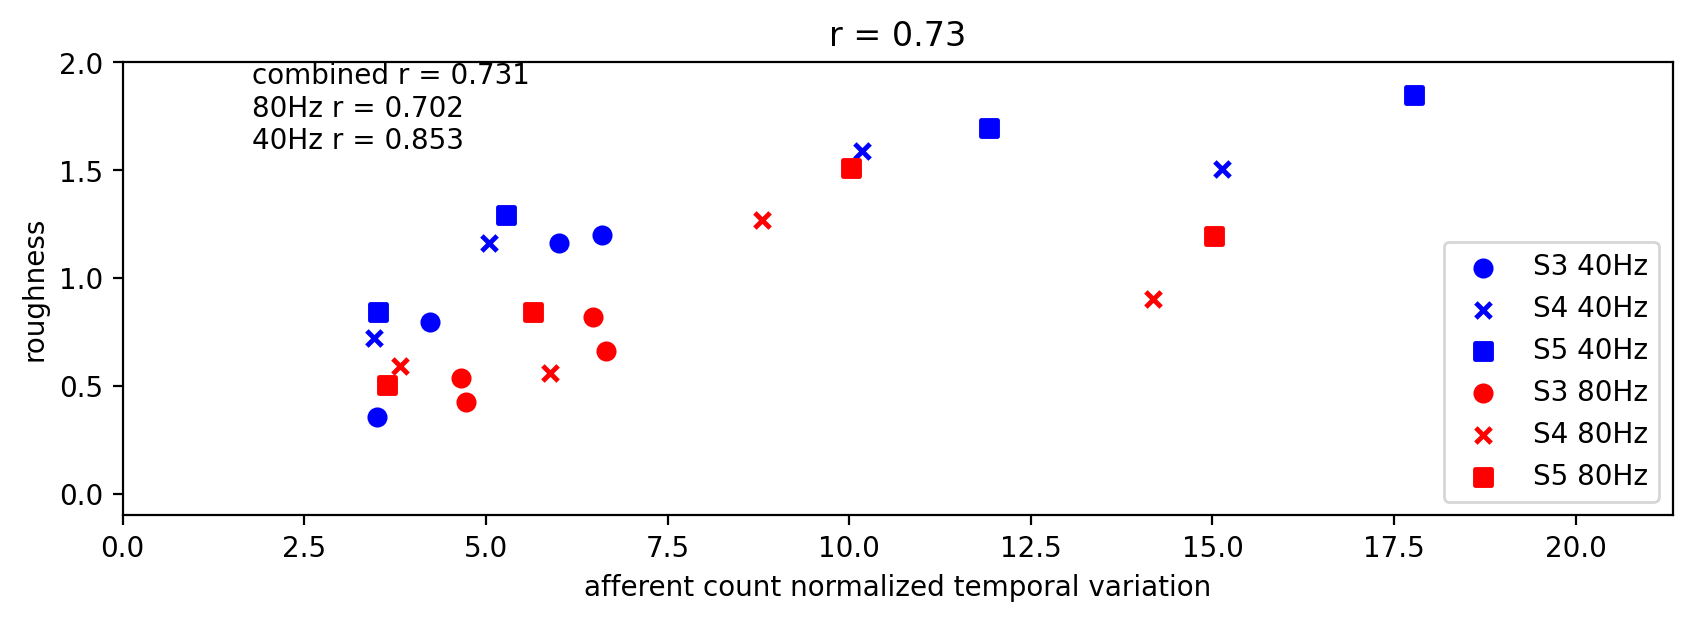 r = 0.73
combined r = 0.731
80Hz r = 0.702
40Hz r = 0.853
2.0
1.5
1.0
0.5
0.0
roughness
S3 40Hz
S4 40Hz
S5 40Hz
S3 80Hz
S4 80Hz
S5 80Hz
0.0 2.5 5.0 7.5 10.0 12.5 15.0 17.5 20.0
afferent count normalized temporal variation